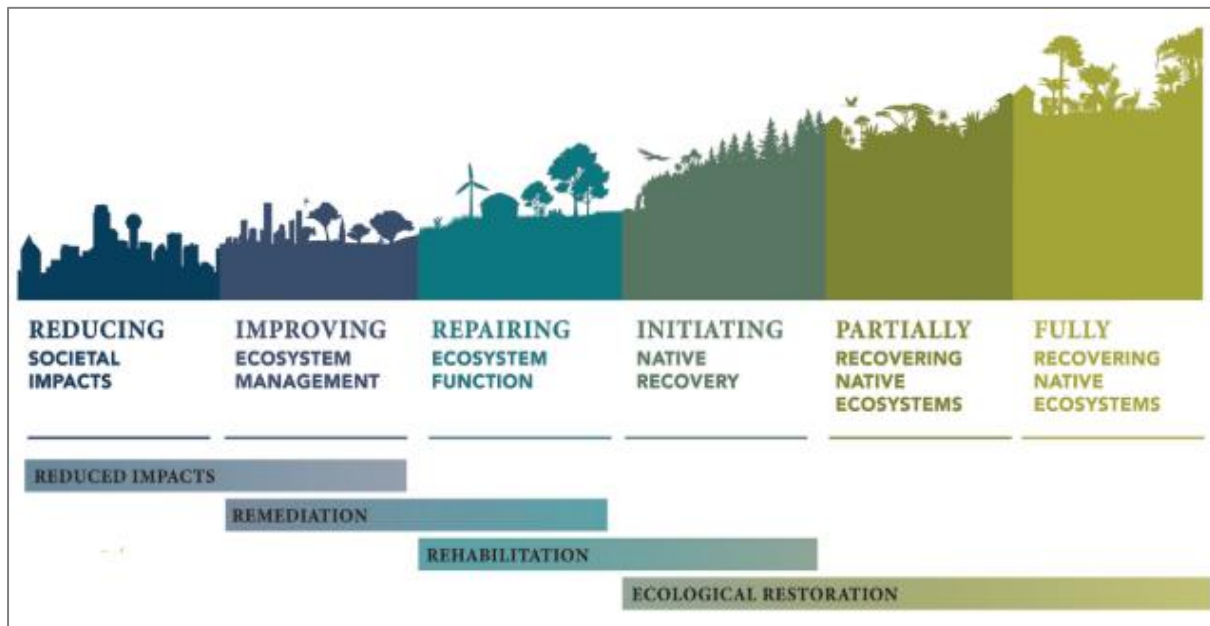 REDUCING
SOCIETAL
IMPACTS
IMPROVING
ECOSYSTEM
MANAGEMENT
REPAIRING
ECOSYSTEM
FUNCTION
INITIATING
NATIVE
RECOVERY
PARTIALLY
RECOVERING
NATIVE
ECOSYSTEMS
FULLY
RECOVERING
NATIVE
ECOSYSTEMS
REDUCED IMPACTS
REMEDIATION
REHABILITATION
ECOLOGICAL RESTORATION